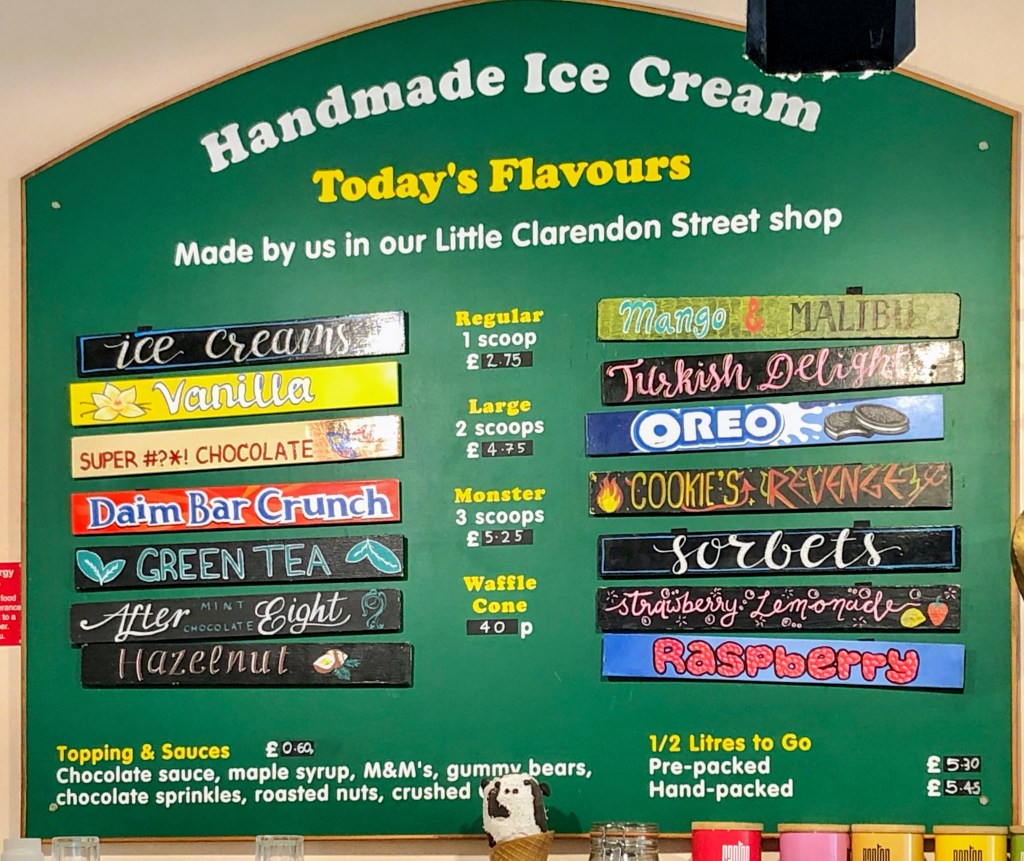 Handmade Ice Cream
Today's Flavours
Made by us in our Little Clarendon Street shop
ice creams
Vanilla
SUPER #?*! CHOCOLATE
Daim Bar Crunch
GREEN TEA
After MINT CHOCOLATE Eight
Hazelnut
Regular
1 scoop
£ 2.75
Large
2 scoops
£ 4.75
Monster
3 scoops
£ 5.25
Waffle
Cone
40 p
Mango & MALIBU
Turkish Delight
OREO
COOKIE'S REVENGE
sorbets
strawberry Lemonade
Raspberry
Topping & Sauces £ 0.60
Chocolate sauce, maple syrup, M&M's, gummy bears,
chocolate sprinkles, roasted nuts, crushed
1/2 Litres to Go
Pre-packed £ 5.30
Hand-packed £ 5.45